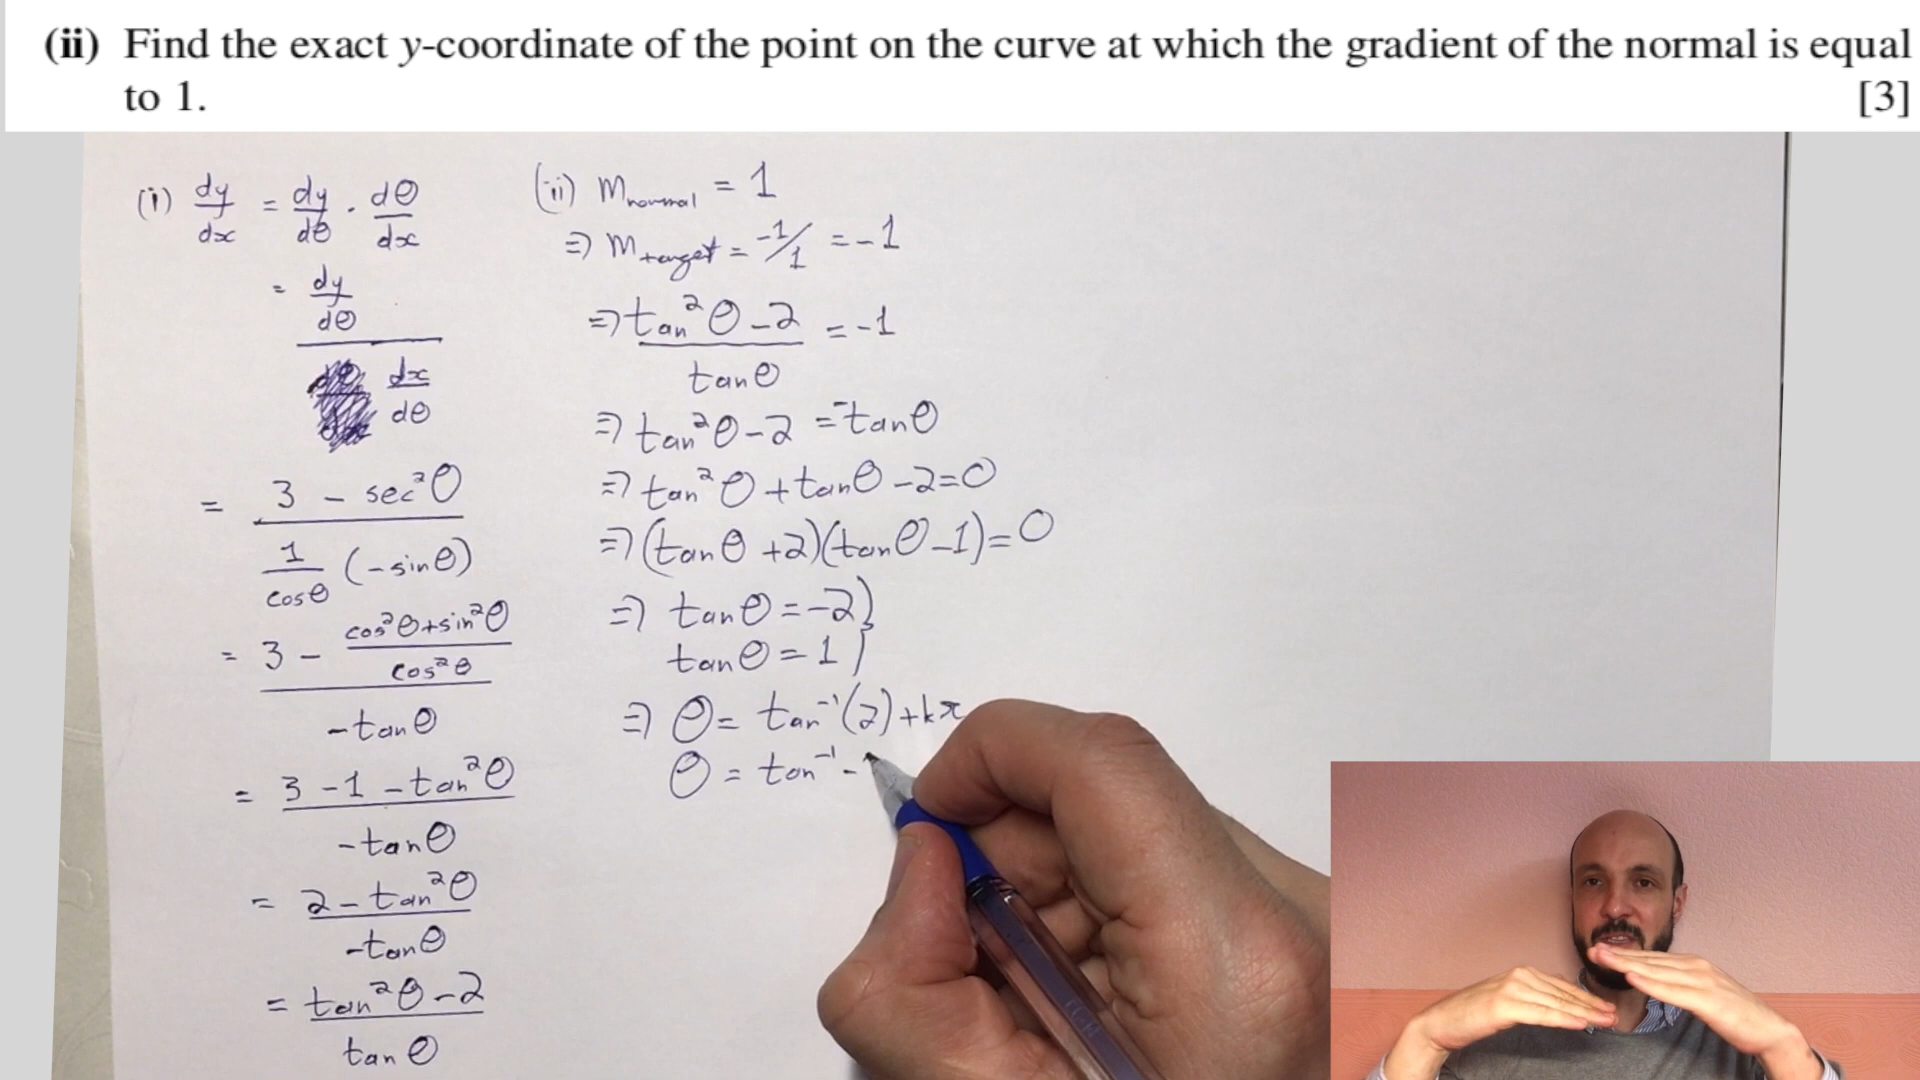 (ii) Find the exact y-coordinate of the point on the curve at which the gradient of the normal is equal
to 1. [3]
(i) dy/dx = dy/dθ . dθ/dx
= dy/dθ / dx/dθ
= 3 - sec²θ / 1/cosθ (-sinθ)
= 3 - cos²θ+sin²θ/cos²θ / -tanθ
= 3-1-tan²θ / -tanθ
= 2-tan²θ / -tanθ
= tan²θ-2 / tanθ
(ii) m normal = 1
⇒ m target = -1/1 = -1
⇒ tan²θ-2 / tanθ = -1
⇒ tan²θ-2 = -tanθ
⇒ tan²θ+tanθ-2=0
⇒ (tanθ+2)(tanθ-1)=0
⇒ tanθ=-2}
tanθ=1}
⇒ θ= tan⁻¹(2)+kπ
θ = tan⁻¹ -